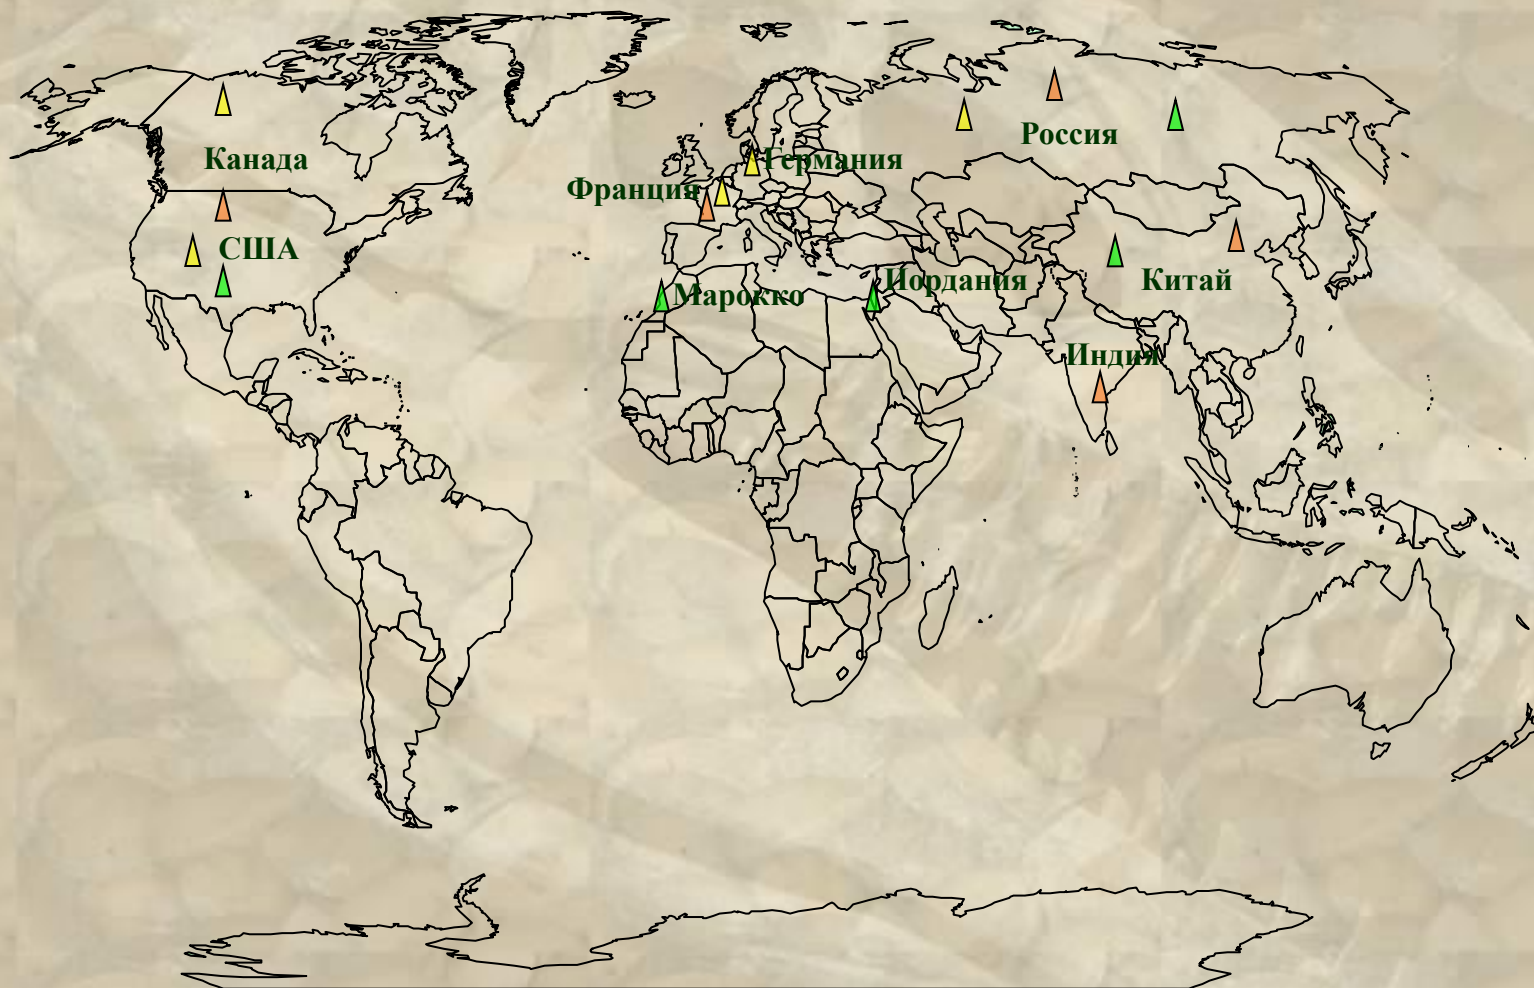 Россия
Канада
Германия
Франция
США
Марокко
Иордания
Китай
Индия